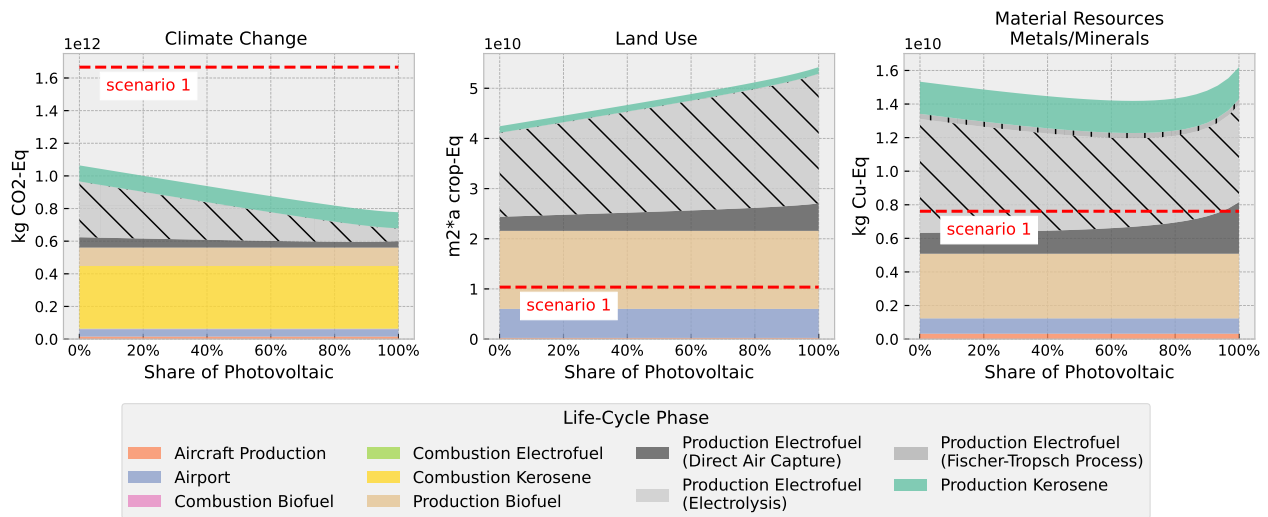 Climate Change
1e12
kg CO2-Eq
1.6
1.4
1.2
1.0
0.8
0.6
0.4
0.2
0.0
scenario 1
0%
20%
40%
60%
80%
100%
Share of Photovoltaic
Land Use
1e10
m2*a crop-Eq
5
4
3
2
1
0
scenario 1
0%
20%
40%
60%
80%
100%
Share of Photovoltaic
Material Resources
Metals/Minerals
1e10
kg Cu-Eq
1.6
1.4
1.2
1.0
0.8
0.6
0.4
0.2
0.0
scenario 1
0%
20%
40%
60%
80%
100%
Share of Photovoltaic
Life-Cycle Phase
Aircraft Production
Airport
Combustion Biofuel
Combustion Electrofuel
Combustion Kerosene
Production Biofuel
Production Electrofuel
(Direct Air Capture)
Production Electrofuel
(Electrolysis)
Production Electrofuel
(Fischer-Tropsch Process)
Production Kerosene